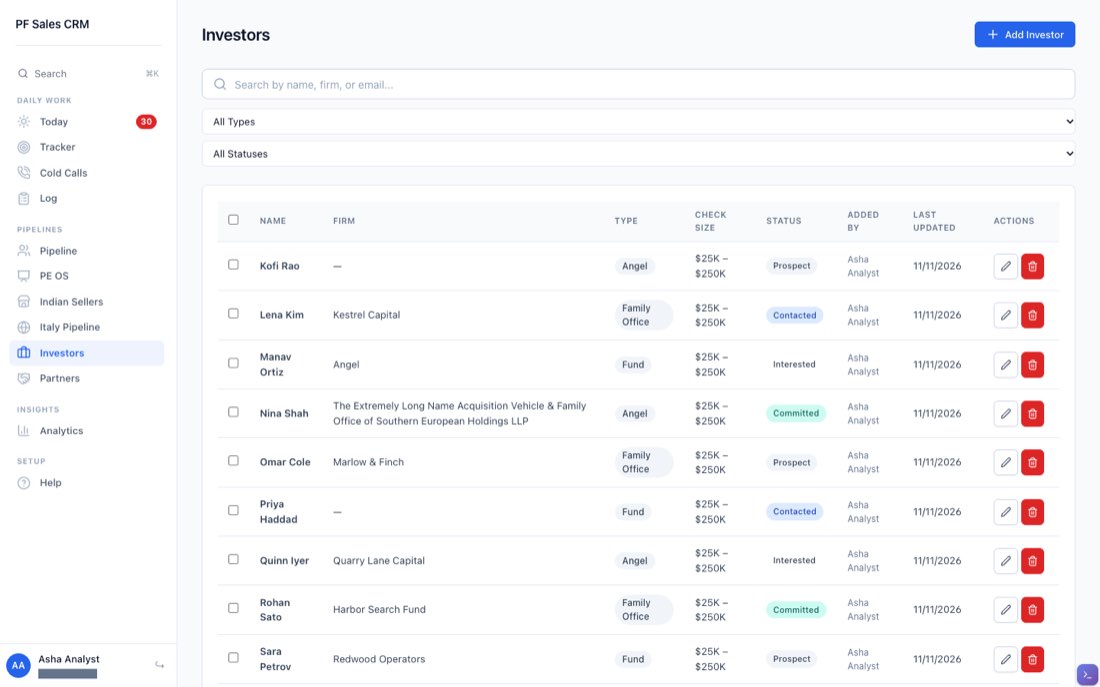 PF Sales CRM
Search ⌘K
DAILY WORK
Today 30
Tracker
Cold Calls
Log
PIPELINES
Pipeline
PE OS
Indian Sellers
Italy Pipeline
Investors
Partners
INSIGHTS
Analytics
SETUP
Help
AA Asha Analyst
Investors
+ Add Investor
Search by name, firm, or email...
All Types
All Statuses
NAME FIRM TYPE CHECK SIZE STATUS ADDED BY LAST UPDATED ACTIONS
Kofi Rao — Angel $25K – $250K Prospect Asha Analyst 11/11/2026
Lena Kim Kestrel Capital Family Office $25K – $250K Contacted Asha Analyst 11/11/2026
Manav Ortiz Angel Fund $25K – $250K Interested Asha Analyst 11/11/2026
Nina Shah The Extremely Long Name Acquisition Vehicle & Family Office of Southern European Holdings LLP Angel $25K – $250K Committed Asha Analyst 11/11/2026
Omar Cole Marlow & Finch Family Office $25K – $250K Prospect Asha Analyst 11/11/2026
Priya Haddad — Fund $25K – $250K Contacted Asha Analyst 11/11/2026
Quinn Iyer Quarry Lane Capital Angel $25K – $250K Interested Asha Analyst 11/11/2026
Rohan Sato Harbor Search Fund Family Office $25K – $250K Committed Asha Analyst 11/11/2026
Sara Petrov Redwood Operators Fund $25K – $250K Prospect Asha Analyst 11/11/2026